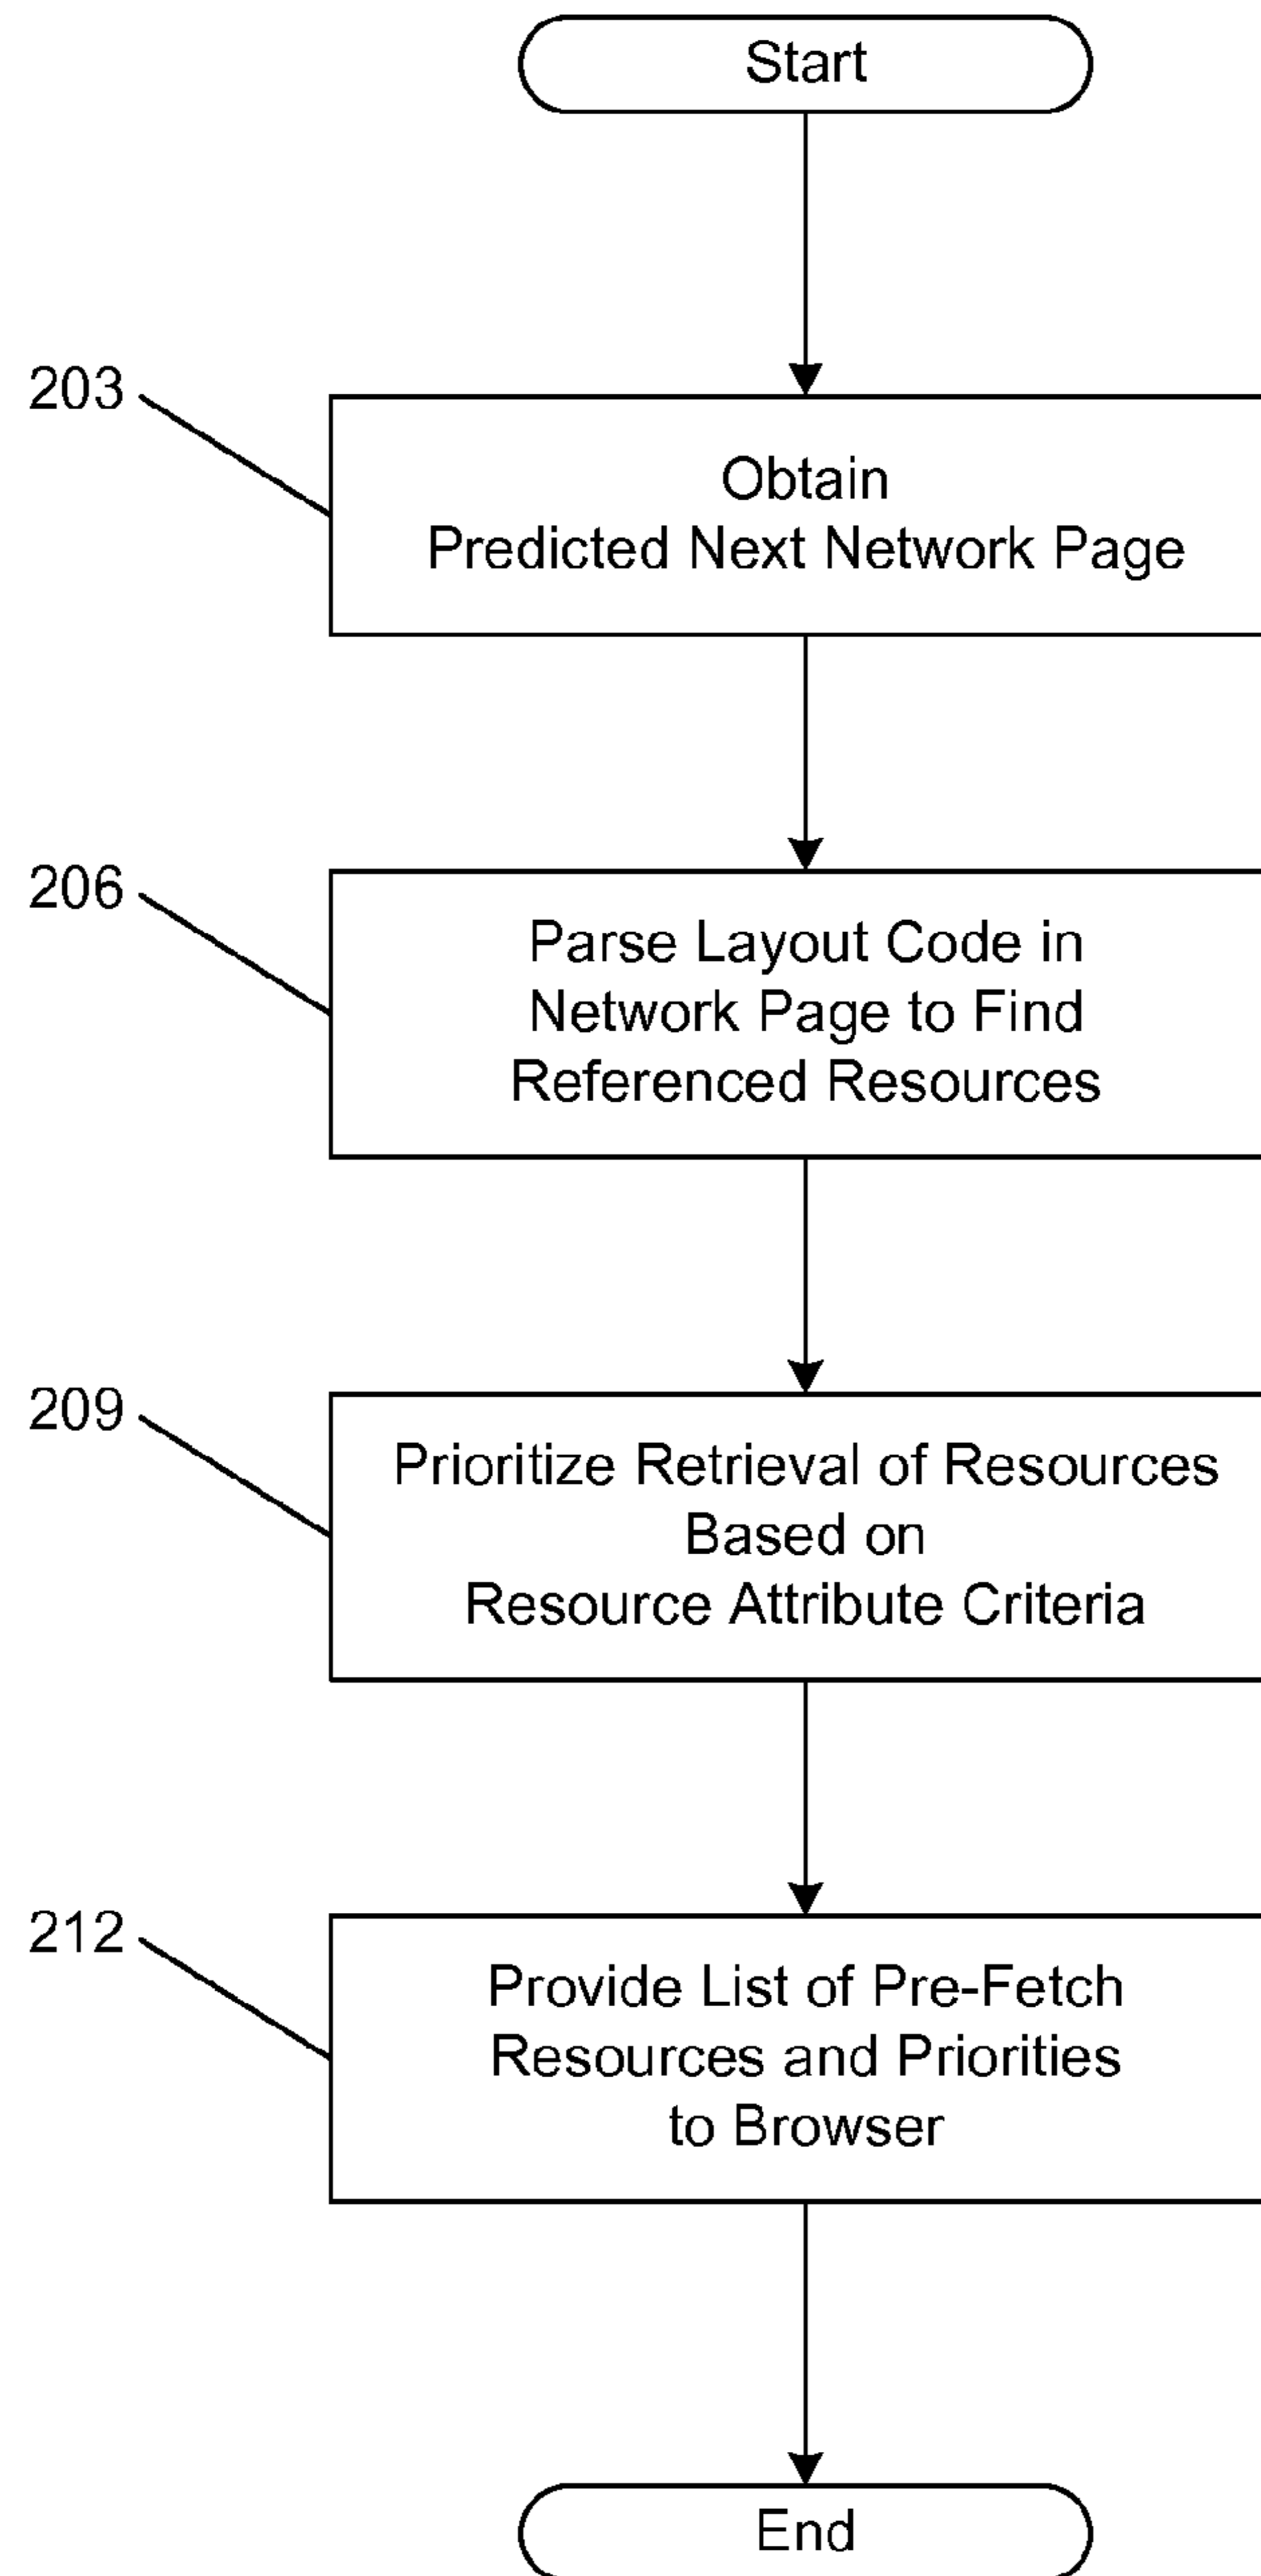 Start
203
Obtain
Predicted Next Network Page
206
Parse Layout Code in
Network Page to Find
Referenced Resources
209
Prioritize Retrieval of Resources
Based on
Resource Attribute Criteria
212
Provide List of Pre-Fetch
Resources and Priorities
to Browser
End